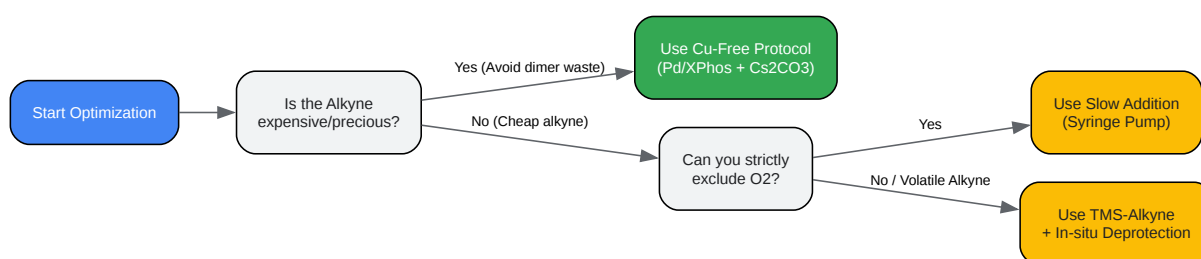 Start Optimization
Is the Alkyne
expensive/precious?
Yes (Avoid dimer waste)
No (Cheap alkyne)
Use Cu-Free Protocol
(Pd/XPhos + Cs2CO3)
Can you strictly
exclude O2?
Yes
No / Volatile Alkyne
Use Slow Addition
(Syringe Pump)
Use TMS-Alkyne
+ In-situ Deprotection